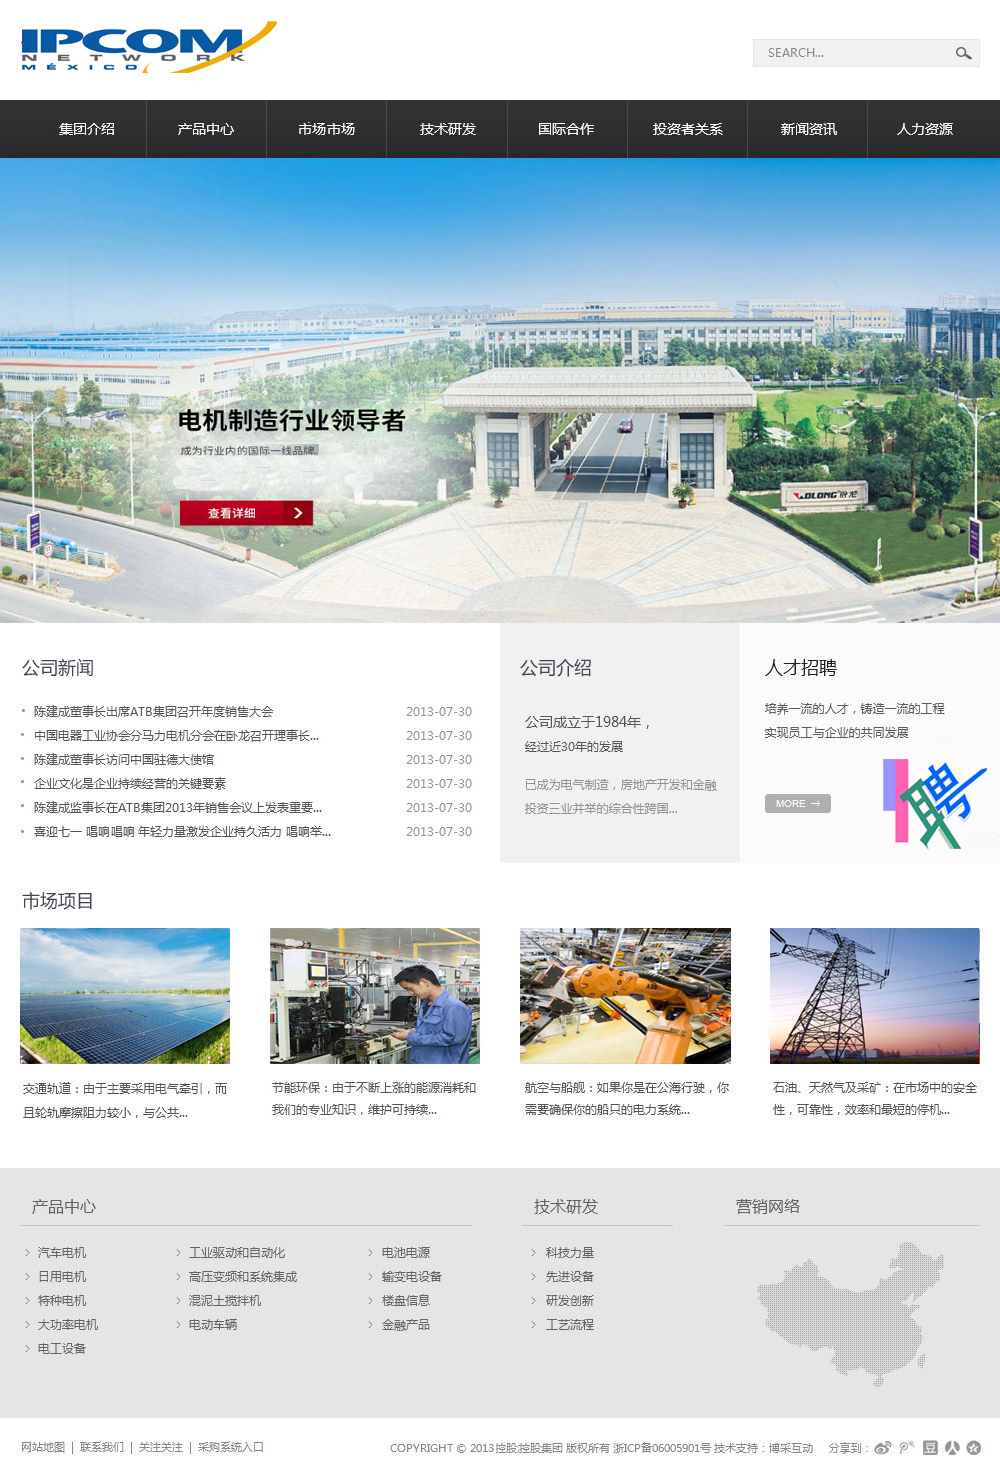 IPCOM
NETWORK
MÉXICO
SEARCH...
集团介绍 产品中心 市场市场 技术研发 国际合作 投资者关系 新闻资讯 人力资源
电机制造行业领导者
成为行业内的国际一线品牌。
查看详细
WOLONG 卧龙
公司新闻
陈建成董事长出席ATB集团召开年度销售大会 2013-07-30
中国电器工业协会分马力电机分会在卧龙召开理事长... 2013-07-30
陈建成董事长访问中国驻德大使馆 2013-07-30
企业文化是企业持续经营的关键要素 2013-07-30
陈建成监事长在ATB集团2013年销售会议上发表重要... 2013-07-30
喜迎七一 唱响唱响 年轻力量激发企业持久活力 唱响举... 2013-07-30
公司介绍
公司成立于1984年，
经过近30年的发展
已成为电气制造，房地产开发和金融
投资三业并举的综合性跨国...
人才招聘
培养一流的人才，铸造一流的工程
实现员工与企业的共同发展
MORE →
聘
市场项目
交通轨道：由于主要采用电气牵引，而
且轮轨摩擦阻力较小，与公共...
节能环保：由于不断上涨的能源消耗和
我们的专业知识，维护可持续...
航空与船舰：如果你是在公海行驶，你
需要确保你的船只的电力系统...
石油、天然气及采矿：在市场中的安全
性，可靠性，效率和最短的停机...
产品中心
汽车电机
日用电机
特种电机
大功率电机
电工设备
工业驱动和自动化
高压变频和系统集成
混泥土搅拌机
电动车辆
电池电源
输变电设备
楼盘信息
金融产品
技术研发
科技力量
先进设备
研发创新
工艺流程
营销网络
网站地图 | 联系我们 | 关注关注 | 采购系统入口
COPYRIGHT © 2013控股;控股集团 版权所有 浙ICP备06005901号 技术支持：博采互动 分享到：
豆